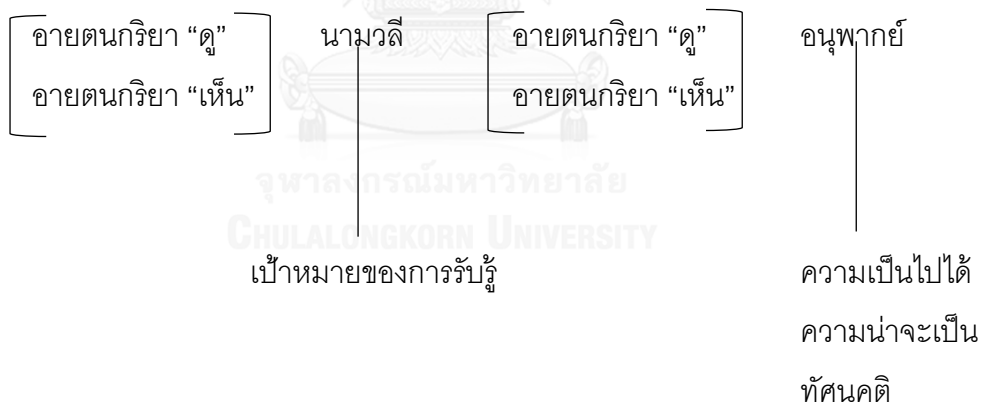 อายตนกริยา “ดู” นามวลี อายตนกริยา “ดู” อนุพากย์
อายตนกริยา “เห็น” อายตนกริยา “เห็น”
จุฬาลงกรณ์มหาวิทยาลัย
CHULALONGKORN UNIVERSITY
เป้าหมายของการรับรู้ ความเป็นไปได้
ความน่าจะเป็น
ทัศนคติ